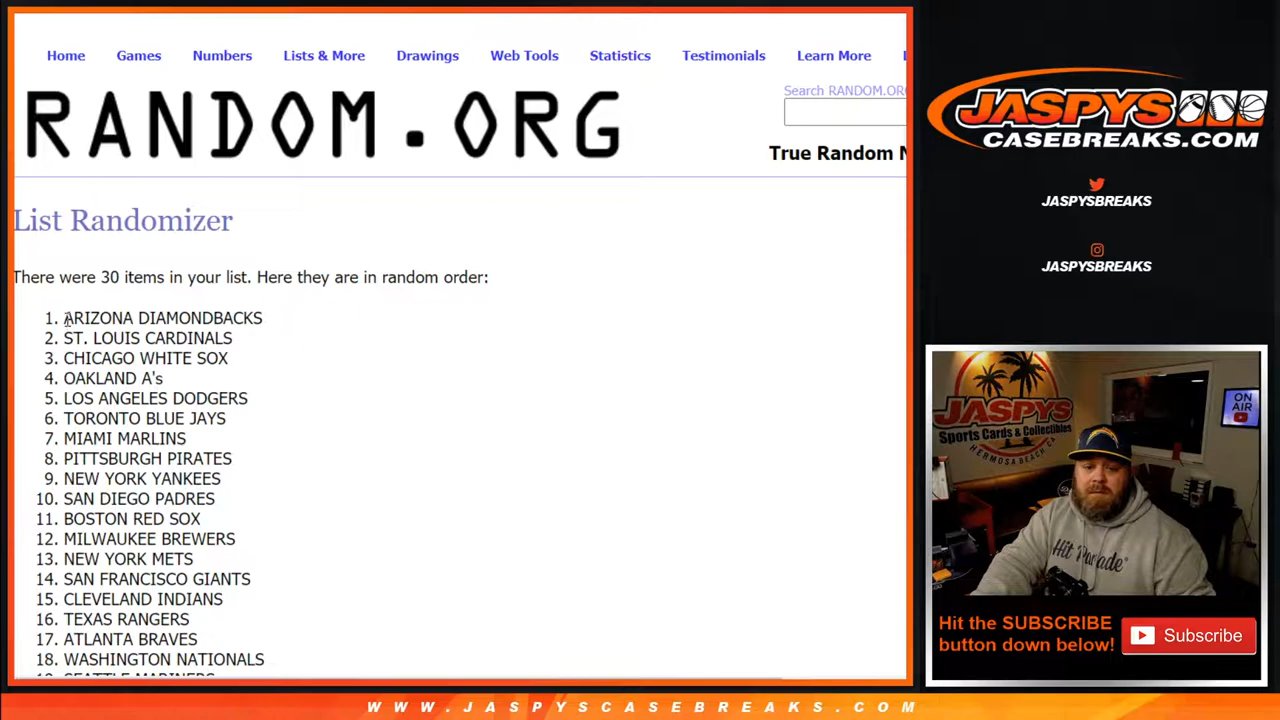 Home Games Numbers Lists & More Drawings Web Tools Statistics Testimonials Learn More
Search RANDOM.ORG
RANDOM.ORG
True Random N
List Randomizer
There were 30 items in your list. Here they are in random order:
1. ARIZONA DIAMONDBACKS
2. ST. LOUIS CARDINALS
3. CHICAGO WHITE SOX
4. OAKLAND A's
5. LOS ANGELES DODGERS
6. TORONTO BLUE JAYS
7. MIAMI MARLINS
8. PITTSBURGH PIRATES
9. NEW YORK YANKEES
10. SAN DIEGO PADRES
11. BOSTON RED SOX
12. MILWAUKEE BREWERS
13. NEW YORK METS
14. SAN FRANCISCO GIANTS
15. CLEVELAND INDIANS
16. TEXAS RANGERS
17. ATLANTA BRAVES
18. WASHINGTON NATIONALS
19. SEATTLE MARINERS
JASPYS
CASEBREAKS.COM
JASPYSBREAKS
JASPYSBREAKS
JASPYS
Sports Cards & Collectibles
HERMOSA BEACH, CA
ON
AIR
Hit Parade
Hit the SUBSCRIBE
button down below!
Subscribe
WWW.JASPYSCASEBREAKS.COM